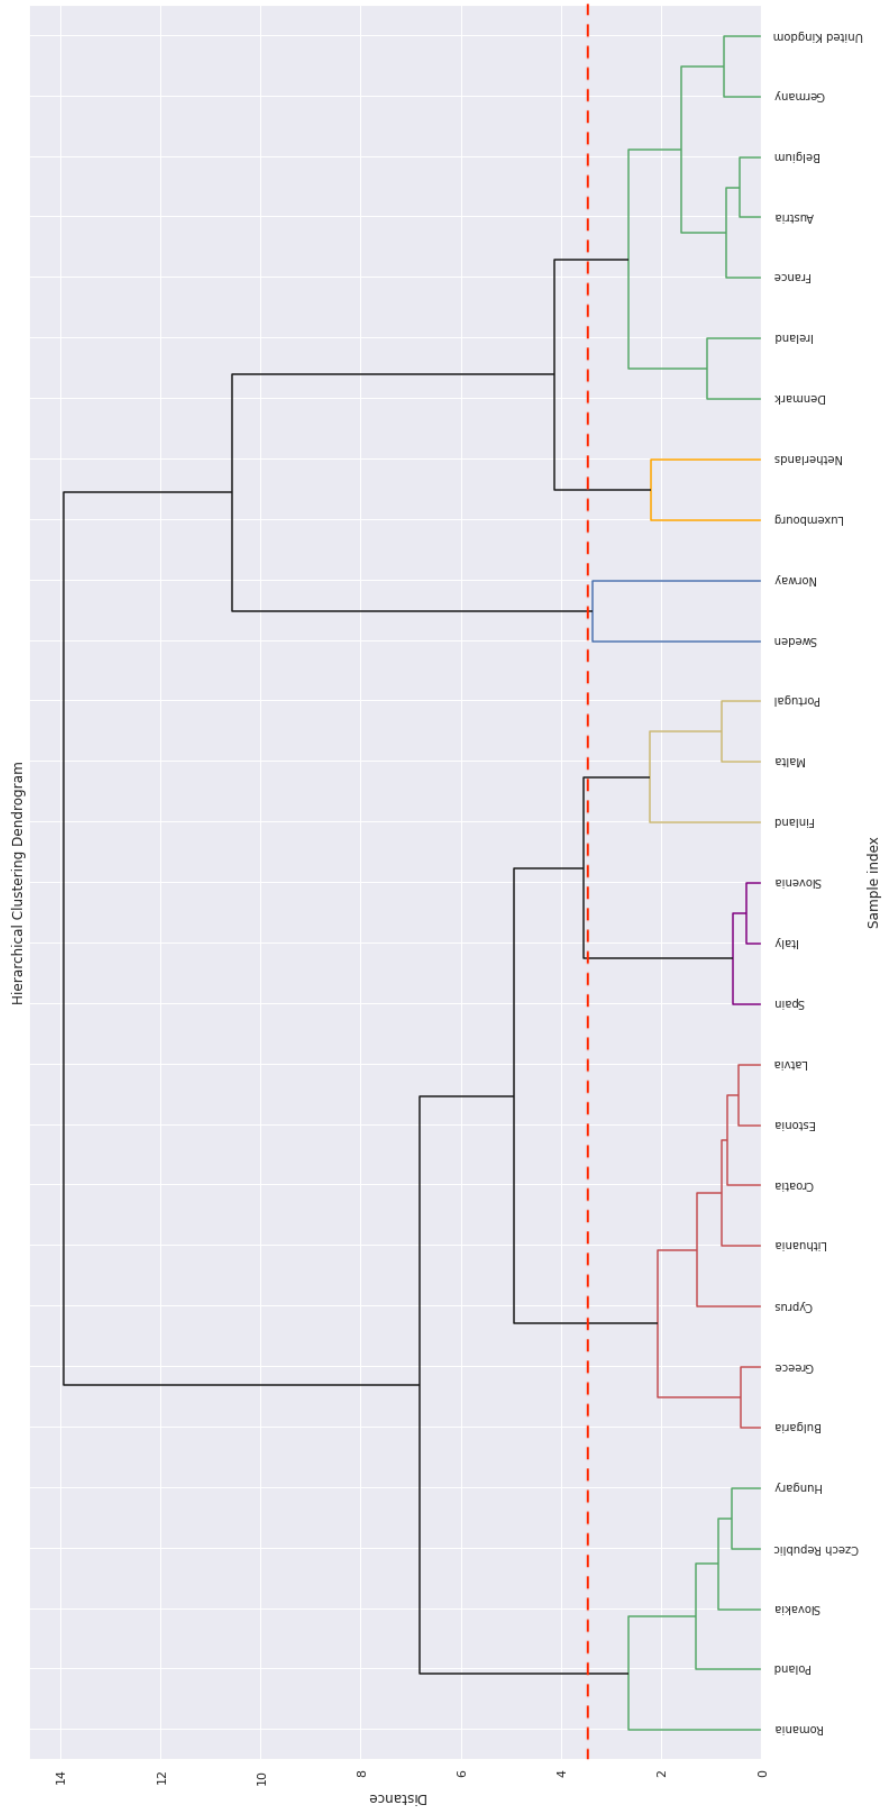 Hierarchical Clustering Dendrogram
Distance
14
12
10
8
6
4
2
0
Romania
Poland
Slovakia
Czech Republic
Hungary
Bulgaria
Greece
Cyprus
Lithuania
Croatia
Estonia
Latvia
Spain
Italy
Slovenia
Finland
Malta
Portugal
Sweden
Norway
Luxembourg
Netherlands
Denmark
Ireland
France
Austria
Belgium
Germany
United Kingdom
Sample index